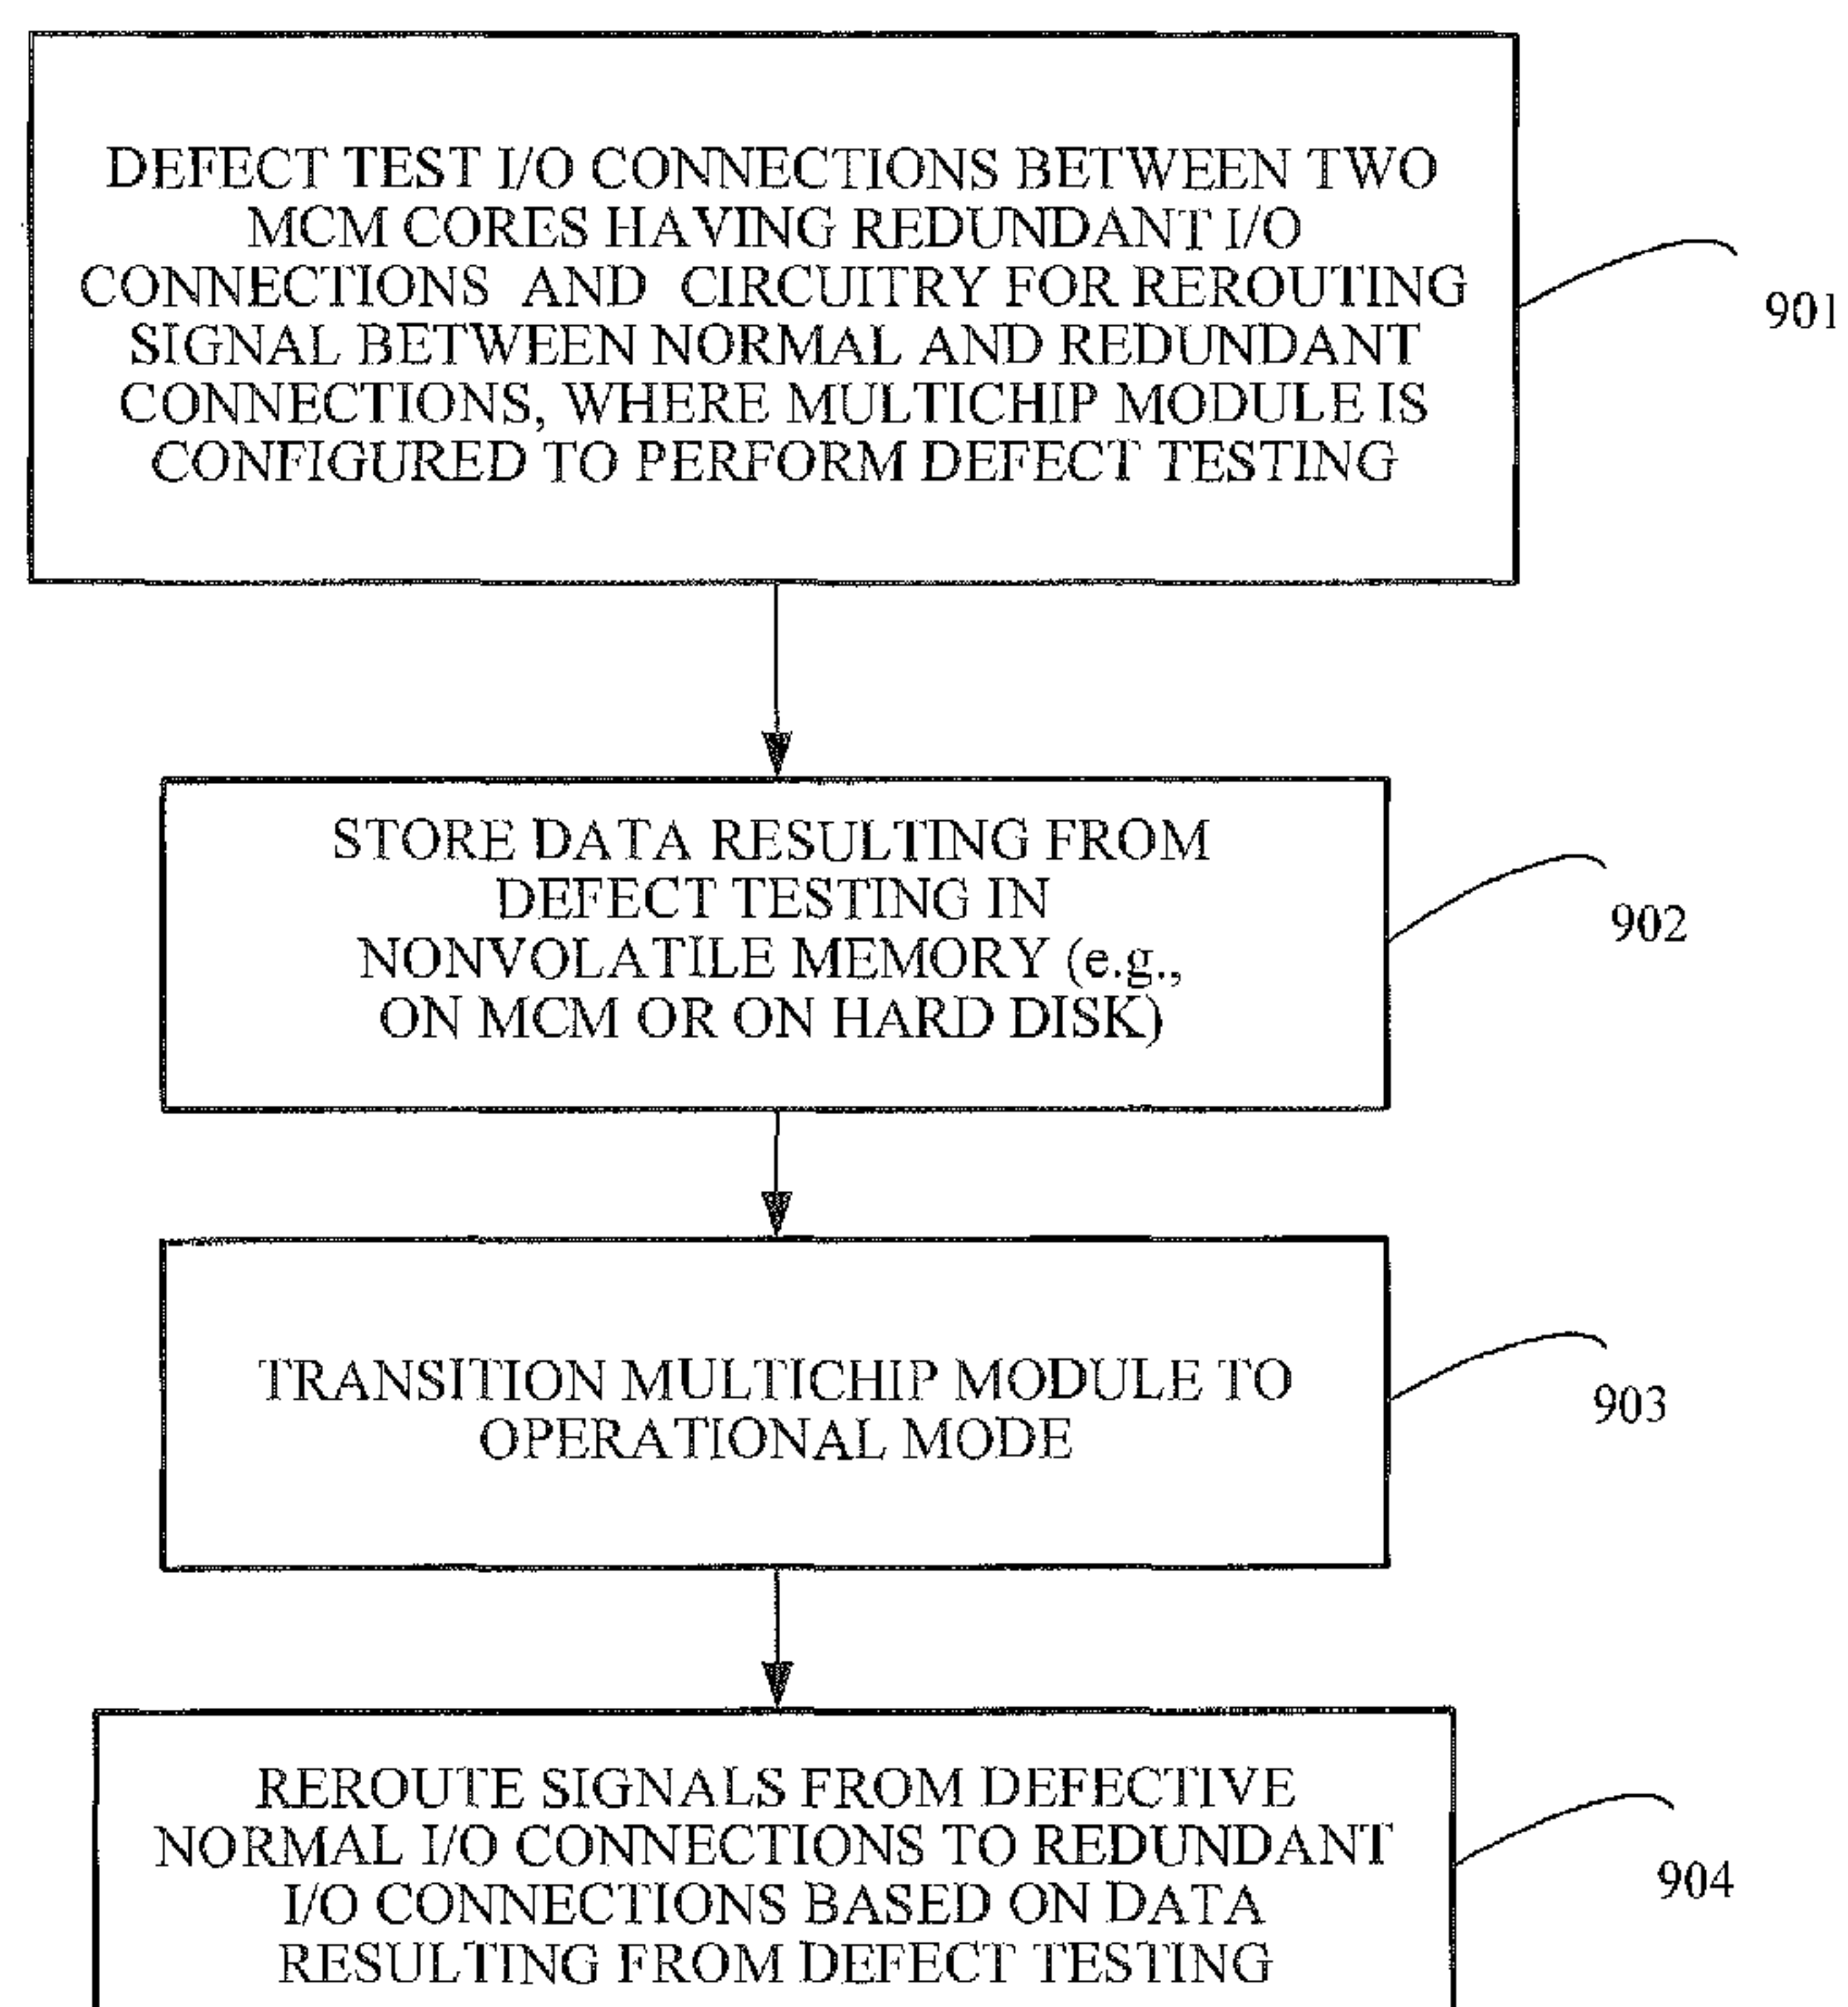 DEFECT TEST I/O CONNECTIONS BETWEEN TWO
MCM CORES HAVING REDUNDANT I/O
CONNECTIONS AND CIRCUITRY FOR REROUTING
SIGNAL BETWEEN NORMAL AND REDUNDANT
CONNECTIONS, WHERE MULTICHIP MODULE IS
CONFIGURED TO PERFORM DEFECT TESTING
901
STORE DATA RESULTING FROM
DEFECT TESTING IN
NONVOLATILE MEMORY (e.g.,
ON MCM OR ON HARD DISK)
902
TRANSITION MULTICHIP MODULE TO
OPERATIONAL MODE
903
REROUTE SIGNALS FROM DEFECTIVE
NORMAL I/O CONNECTIONS TO REDUNDANT
I/O CONNECTIONS BASED ON DATA
RESULTING FROM DEFECT TESTING
904